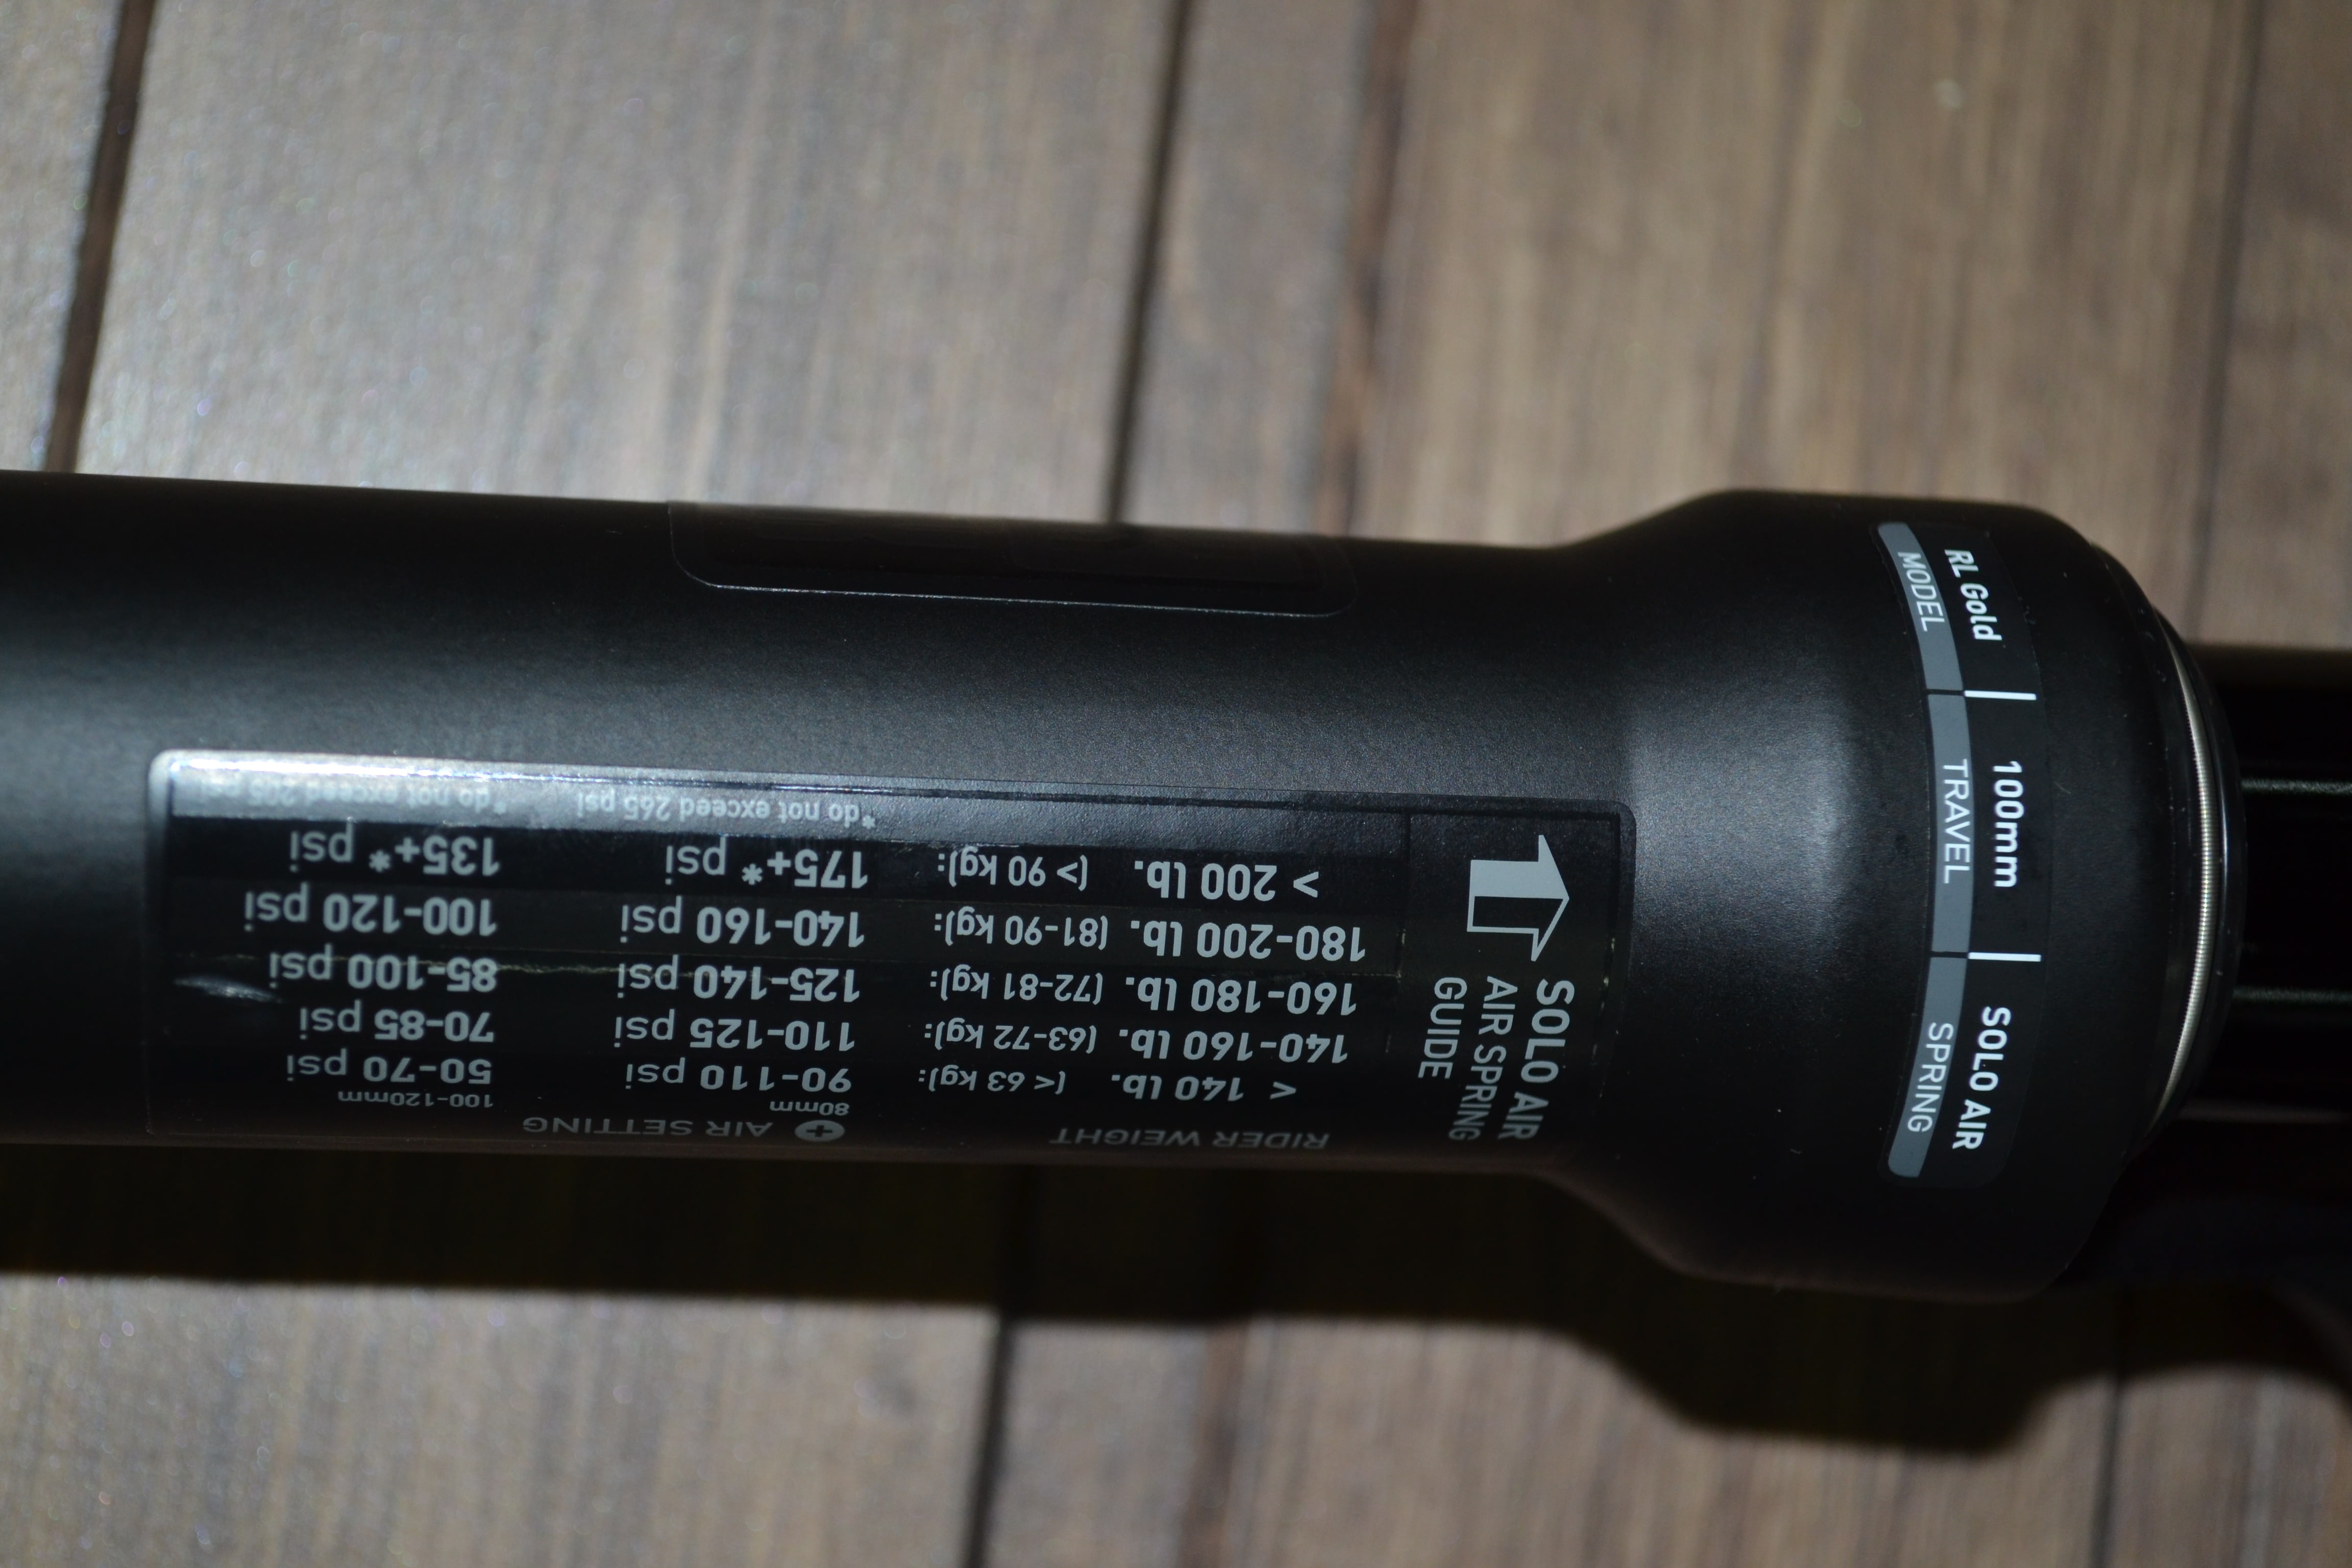 SOLO AIR
AIR SPRING
GUIDE
RIDER WEIGHT AIR SETTING
80mm 100-120mm
< 140 lb. (< 63 kg): 90-110 psi 50-70 psi
140-160 lb. (63-72 kg): 110-125 psi 70-85 psi
160-180 lb. (72-81 kg): 125-140 psi 85-100 psi
180-200 lb. (81-90 kg): 140-160 psi 100-120 psi
> 200 lb. (> 90 kg): 175+* psi 135+* psi
*do not exceed 265 psi *do not exceed
RL Gold 100mm SOLO AIR
MODEL TRAVEL SPRING